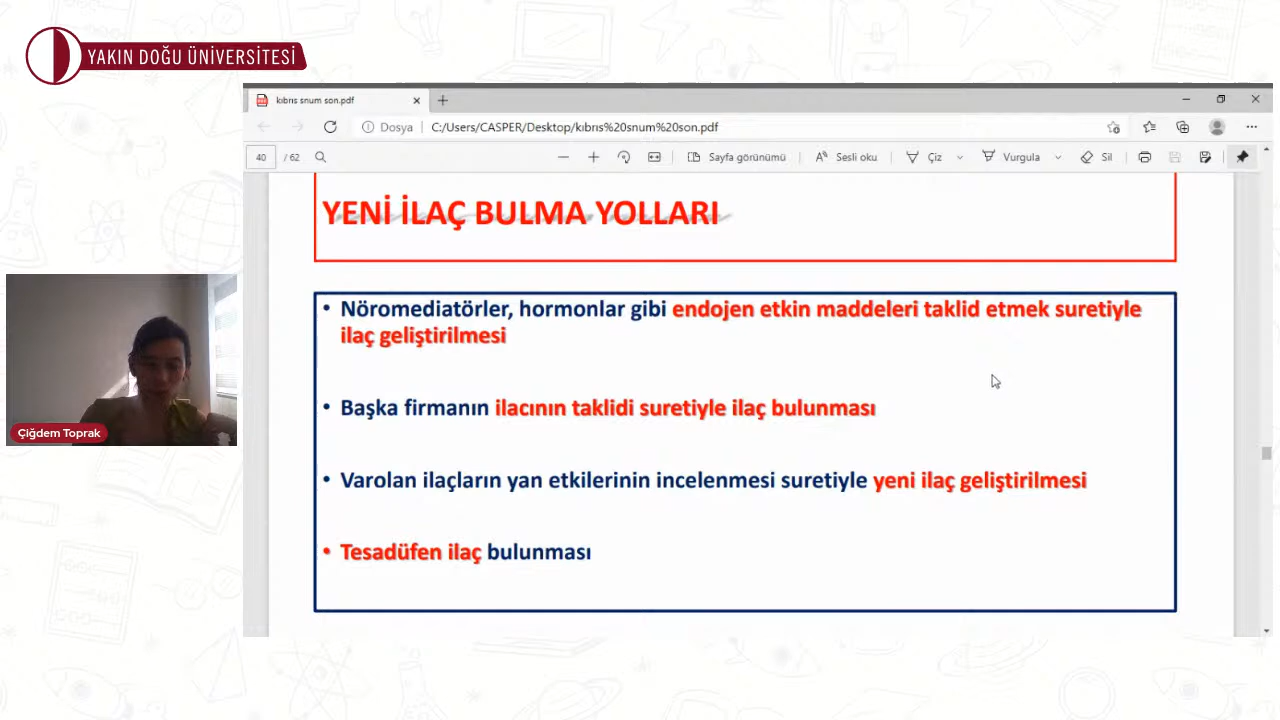 YAKIN DOĞU ÜNİVERSİTESİ
kıbrıs snum son.pdf
Dosya
C:/Users/CASPER/Desktop/kıbrıs%20snum%20son.pdf
40 / 62
Sayfa görünümü
Sesli oku
Çiz
Vurgula
Sil
YENİ İLAÇ BULMA YOLLARI
• Nöromediatörler, hormonlar gibi endojen etkin maddeleri taklid etmek suretiyle
ilaç geliştirilmesi
• Başka firmanın ilacının taklidi suretiyle ilaç bulunması
• Varolan ilaçların yan etkilerinin incelenmesi suretiyle yeni ilaç geliştirilmesi
• Tesadüfen ilaç bulunması
Çiğdem Toprak